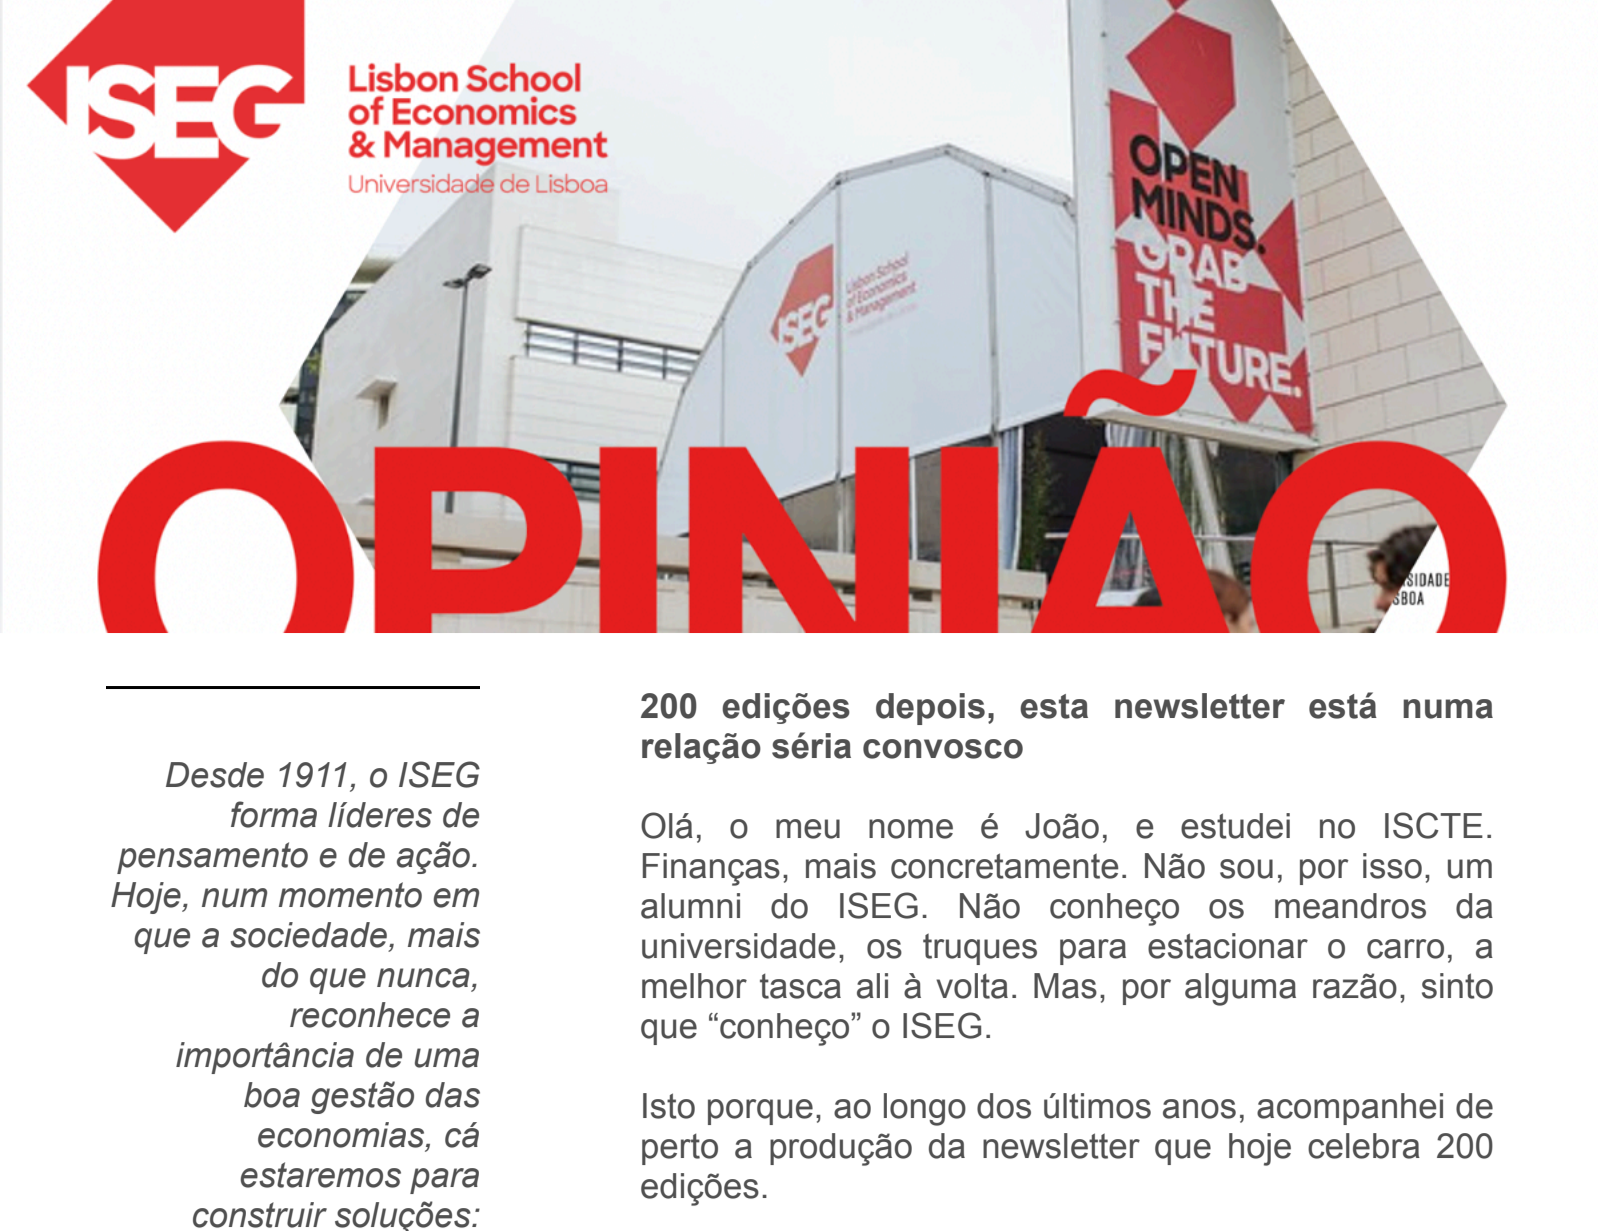 ISEG
Lisbon School
of Economics
& Management
Universidade de Lisboa
OPEN
MINDS.
GRAB
THE
FUTURE.
ISEG
Lisbon School
of Economics
& Management
OPINIÃO
SIDADE
SBOA
Desde 1911, o ISEG
forma líderes de
pensamento e de ação.
Hoje, num momento em
que a sociedade, mais
do que nunca,
reconhece a
importância de uma
boa gestão das
economias, cá
estaremos para
construir soluções:
200 edições depois, esta newsletter está numa
relação séria convosco
Olá, o meu nome é João, e estudei no ISCTE.
Finanças, mais concretamente. Não sou, por isso, um
alumni do ISEG. Não conheço os meandros da
universidade, os truques para estacionar o carro, a
melhor tasca ali à volta. Mas, por alguma razão, sinto
que “conheço” o ISEG.
Isto porque, ao longo dos últimos anos, acompanhei de
perto a produção da newsletter que hoje celebra 200
edições.